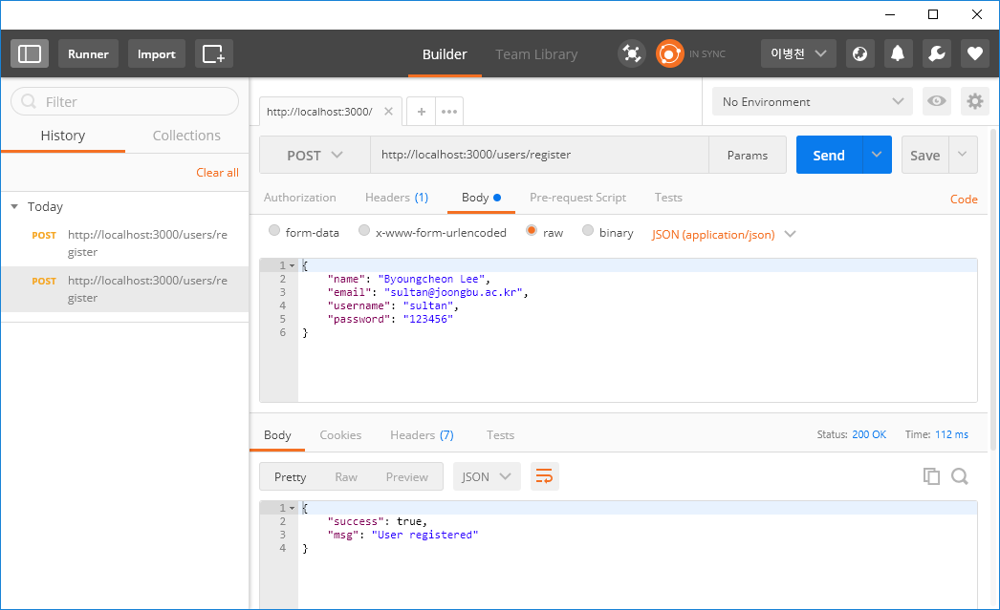 Runner Import Builder Team Library IN SYNC 이병천
Filter
History Collections
Clear all
Today
POST http://localhost:3000/users/re
gister
POST http://localhost:3000/users/re
gister
http://localhost:3000/ No Environment
POST http://localhost:3000/users/register Params Send Save
Authorization Headers (1) Body Pre-request Script Tests Code
form-data x-www-form-urlencoded raw binary JSON (application/json)
1 {
2 "name": "Byoungcheon Lee",
3 "email": "sultan@joongbu.ac.kr",
4 "username": "sultan",
5 "password": "123456"
6 }
Body Cookies Headers (7) Tests Status: 200 OK Time: 112 ms
Pretty Raw Preview JSON
1 {
2 "success": true,
3 "msg": "User registered"
4 }